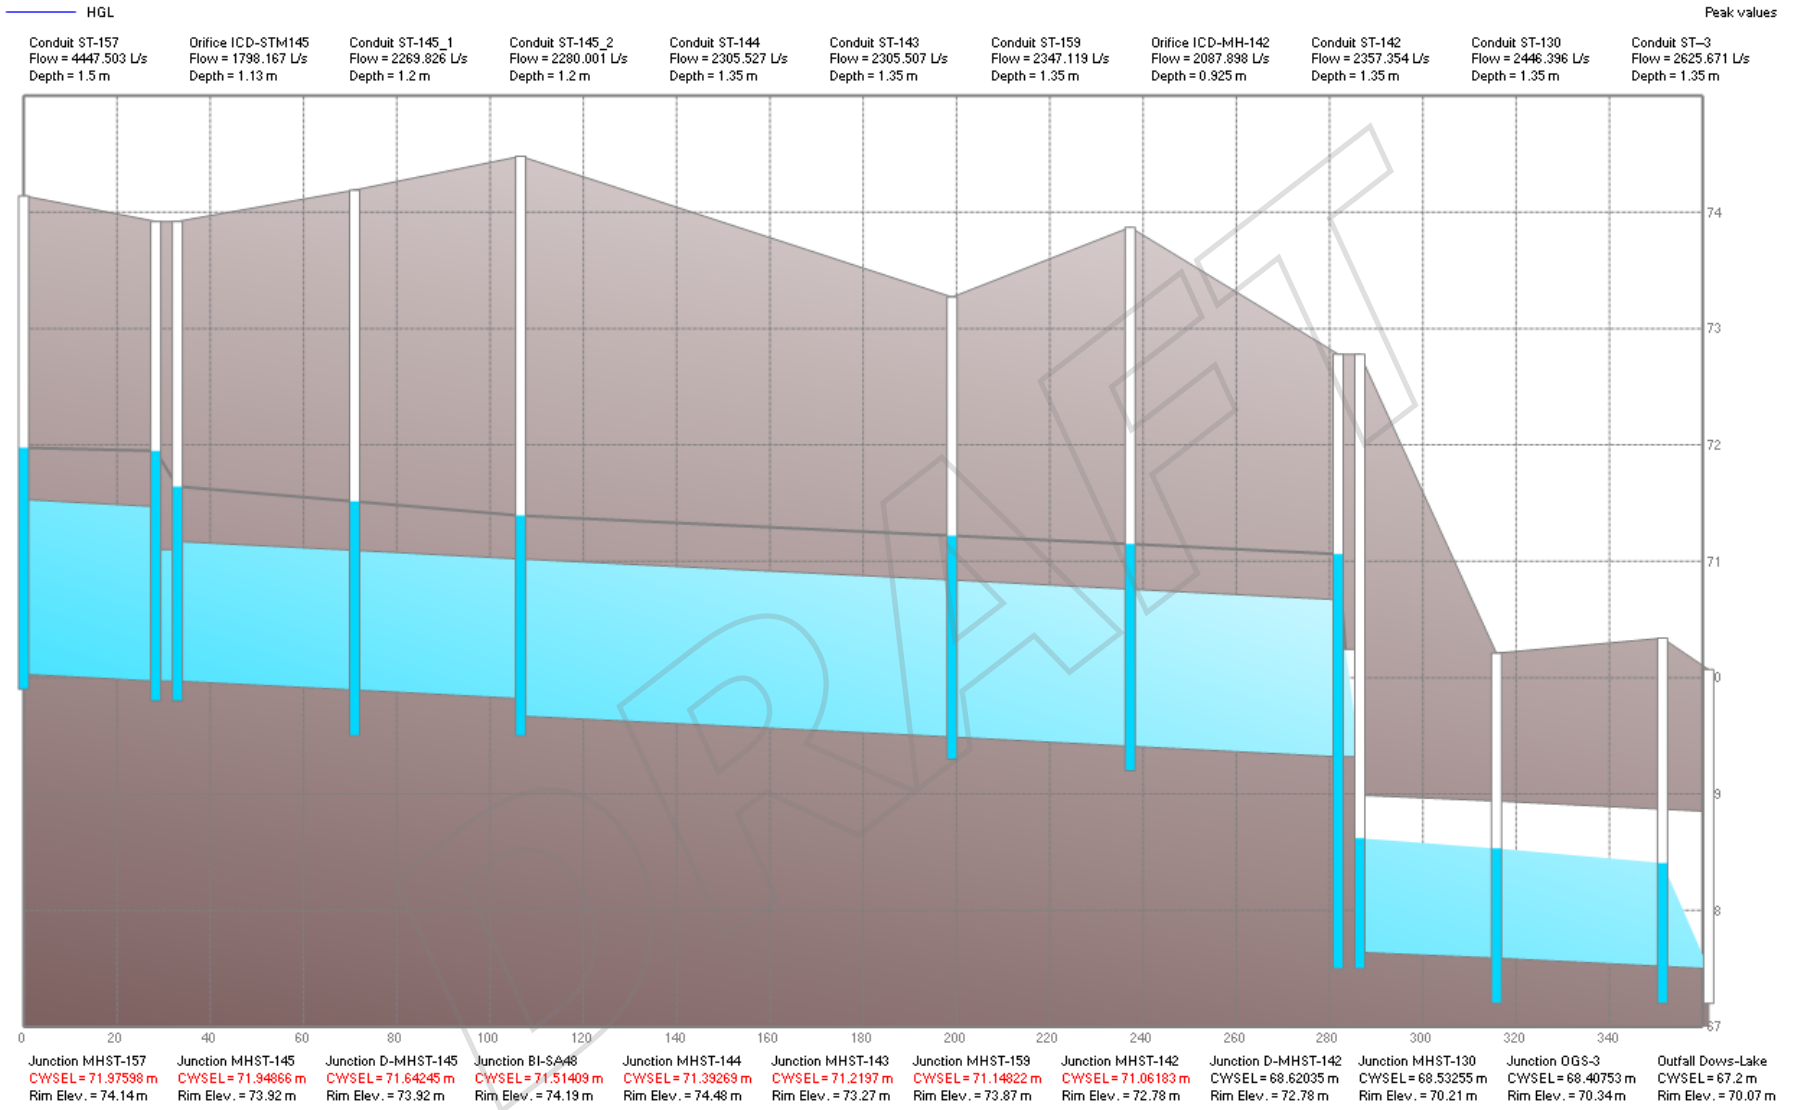 HGL
Peak values
Conduit ST-157
Flow = 4447.503 L/s
Depth = 1.5 m
Orifice ICD-STM145
Flow = 1798.167 L/s
Depth = 1.13 m
Conduit ST-145_1
Flow = 2269.826 L/s
Depth = 1.2 m
Conduit ST-145_2
Flow = 2280.001 L/s
Depth = 1.2 m
Conduit ST-144
Flow = 2305.527 L/s
Depth = 1.35 m
Conduit ST-143
Flow = 2305.507 L/s
Depth = 1.35 m
Conduit ST-159
Flow = 2347.119 L/s
Depth = 1.35 m
Orifice ICD-MH-142
Flow = 2087.898 L/s
Depth = 0.925 m
Conduit ST-142
Flow = 2357.354 L/s
Depth = 1.35 m
Conduit ST-130
Flow = 2446.396 L/s
Depth = 1.35 m
Conduit ST--3
Flow = 2625.671 L/s
Depth = 1.35 m
74
73
72
71
0
9
8
67
DRAFT
0 20 40 60 80 100 120 140 160 180 200 220 240 260 280 300 320 340
Junction MHST-157
CWSEL = 71.97598 m
Rim Elev. = 74.14 m
Junction MHST-145
CWSEL = 71.94866 m
Rim Elev. = 73.92 m
Junction D-MHST-145
CWSEL = 71.64245 m
Rim Elev. = 73.92 m
Junction BI-SA48
CWSEL = 71.51409 m
Rim Elev. = 74.19 m
Junction MHST-144
CWSEL = 71.39269 m
Rim Elev. = 74.48 m
Junction MHST-143
CWSEL = 71.2197 m
Rim Elev. = 73.27 m
Junction MHST-159
CWSEL = 71.14822 m
Rim Elev. = 73.87 m
Junction MHST-142
CWSEL = 71.06183 m
Rim Elev. = 72.78 m
Junction D-MHST-142
CWSEL = 68.62035 m
Rim Elev. = 72.78 m
Junction MHST-130
CWSEL = 68.53255 m
Rim Elev. = 70.21 m
Junction OGS-3
CWSEL = 68.40753 m
Rim Elev. = 70.34 m
Outfall Dows-Lake
CWSEL = 67.2 m
Rim Elev. = 70.07 m